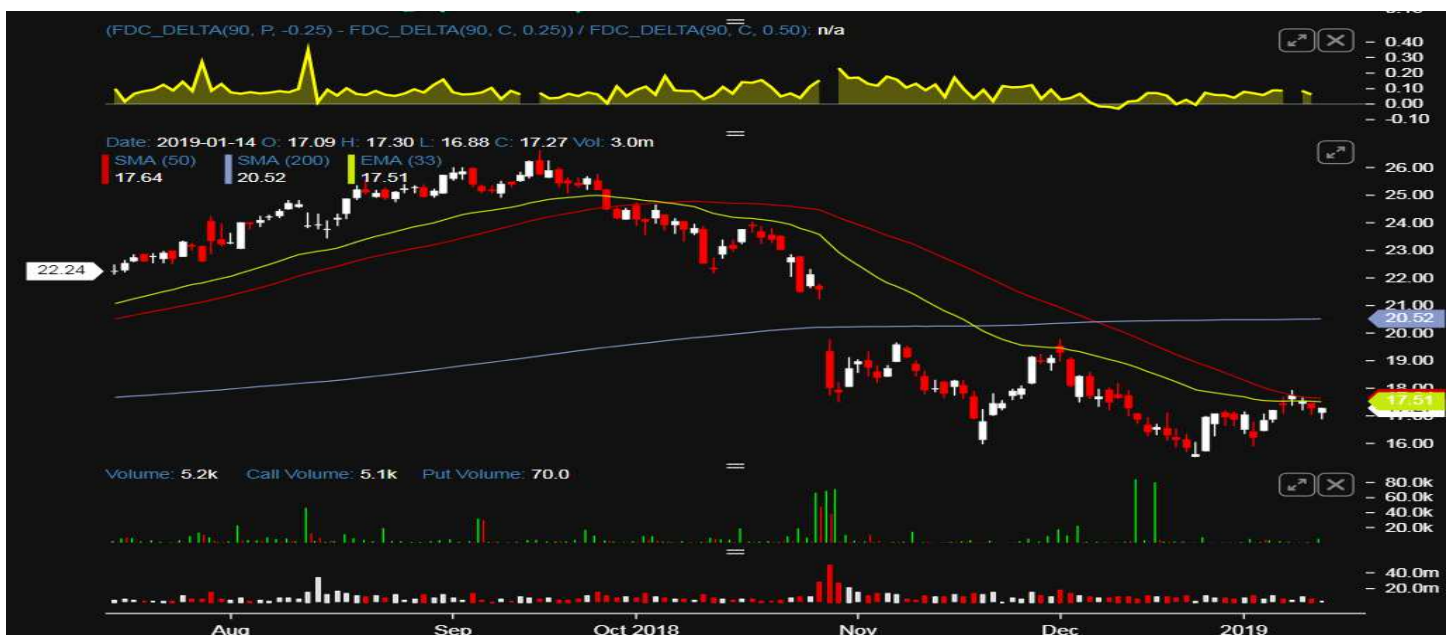 (FDC_DELTA(90, P, -0.25) - FDC_DELTA(90, C, 0.25)) / FDC_DELTA(90, C, 0.50): n/a
0.40
0.30
0.20
0.10
0.00
-0.10
Date: 2019-01-14 O: 17.09 H: 17.30 L: 16.88 C: 17.27 Vol: 3.0m
SMA (50) SMA (200) EMA (33)
17.64 20.52 17.51
26.00
25.00
24.00
23.00
22.24
22.00
21.00
20.52
20.00
19.00
18.00
17.51
16.00
Volume: 5.2k Call Volume: 5.1k Put Volume: 70.0
80.0k
60.0k
40.0k
20.0k
40.0m
20.0m
Aug Sep Oct 2018 Nov Dec 2019